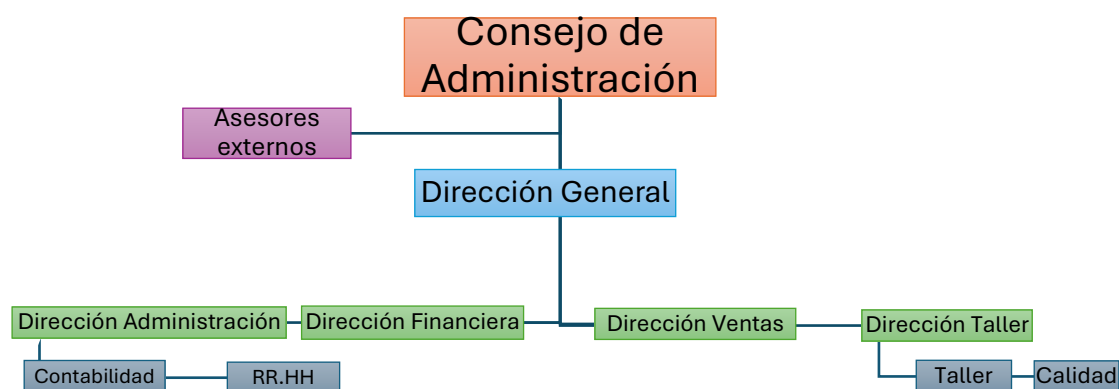 Consejo de
Administración
Asesores
externos
Dirección General
Dirección Administración
Dirección Financiera
Dirección Ventas
Dirección Taller
Contabilidad
RR.HH
Taller
Calidad